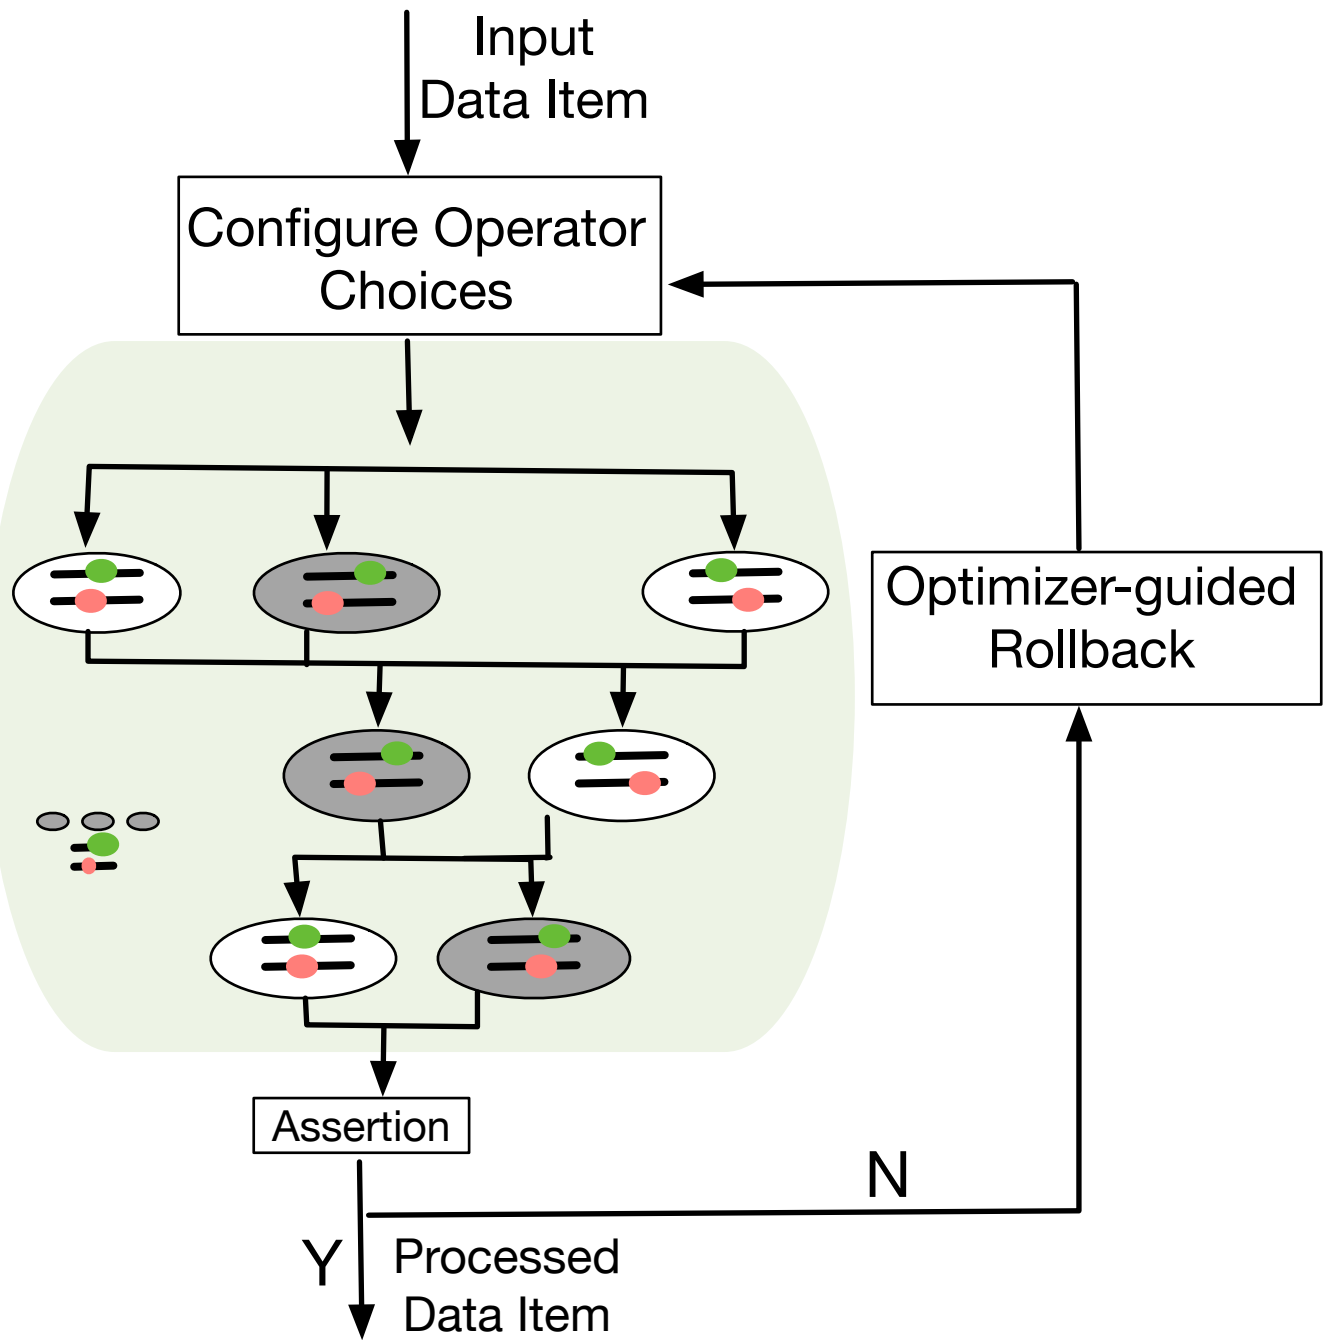 Input
Data Item
Configure Operator
Choices
Optimizer-guided
Rollback
Assertion
N
Y
Processed
Data Item